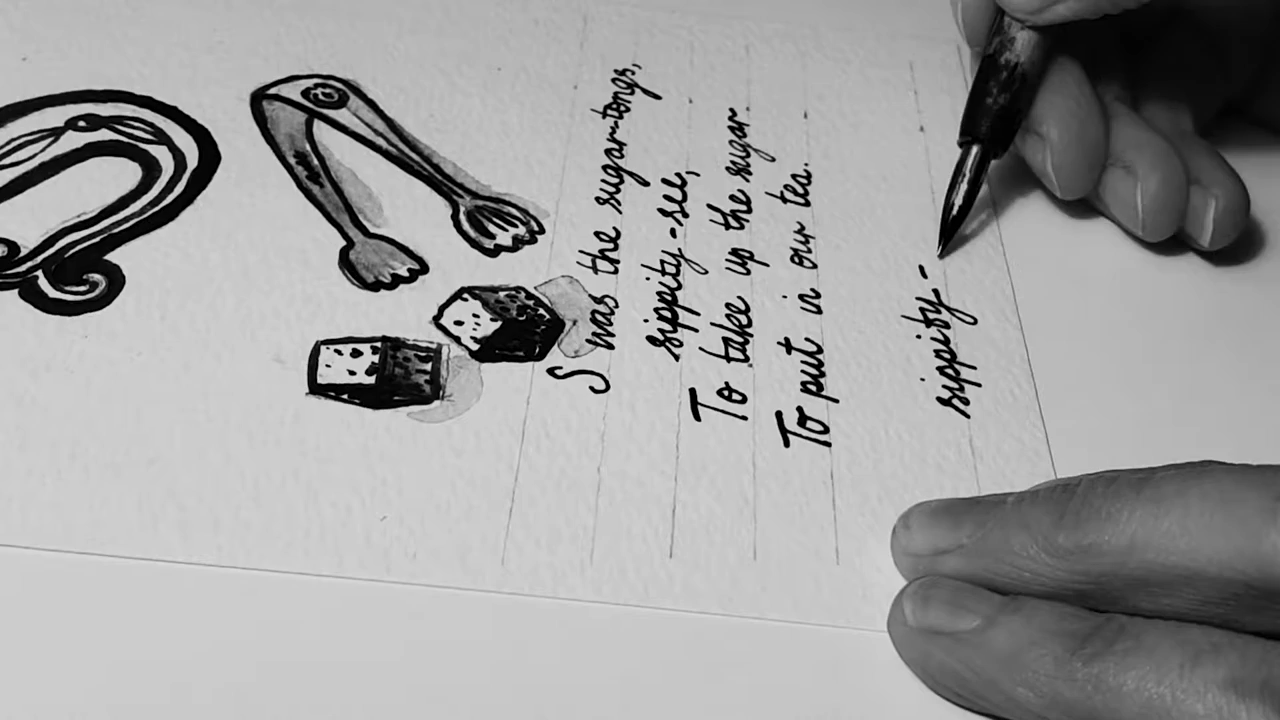 S was the sugar-tongs,
sippity-see,
To take up the sugar
To put in our tea.
sippity-